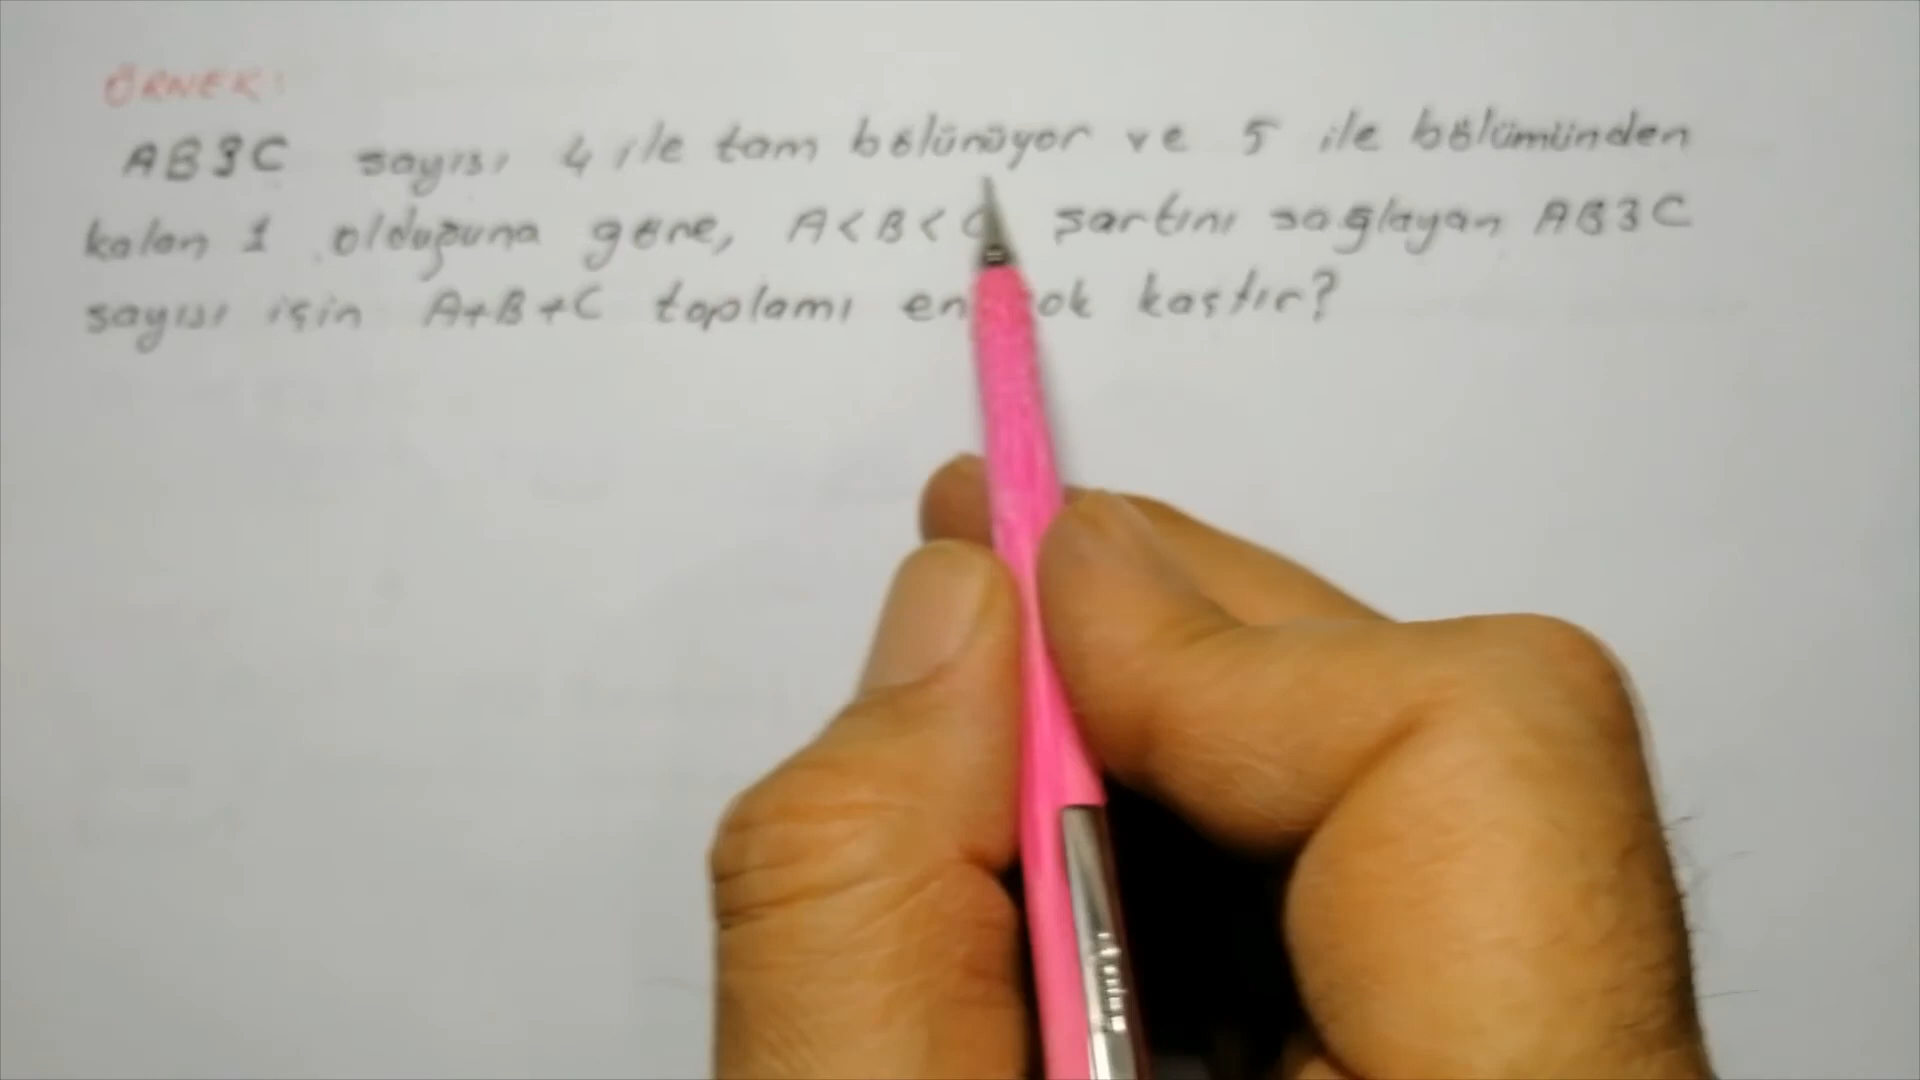 ÖRNEK:
AB3C sayısı 4 ile tam bölünüyor ve 5 ile bölümünden
kalan 1 olduğuna göre, A<B<C şartını sağlayan AB3C
sayısı için A+B+C toplamı en kaçtır?